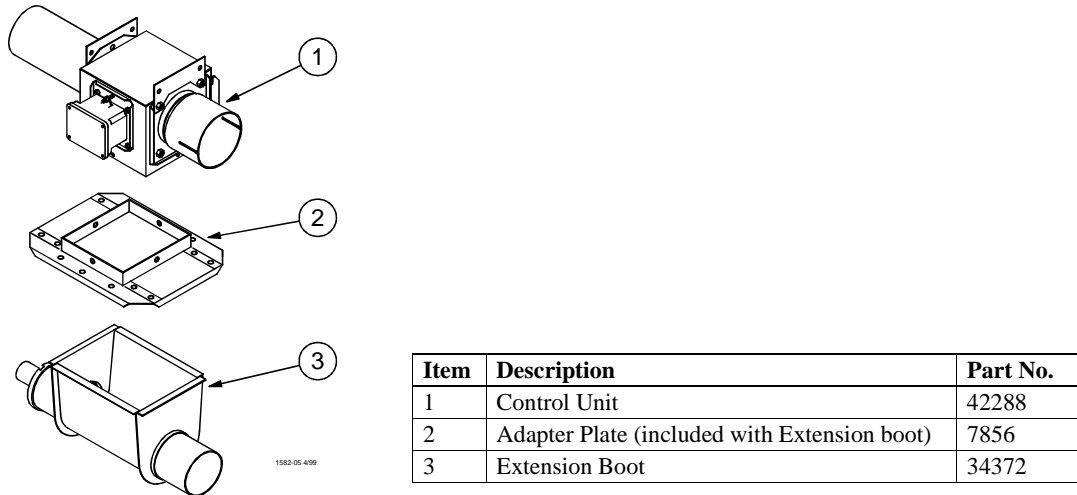 1
2
3
1582-05 4/99
Item Description Part No.
1 Control Unit 42288
2 Adapter Plate (included with Extension boot) 7856
3 Extension Boot 34372